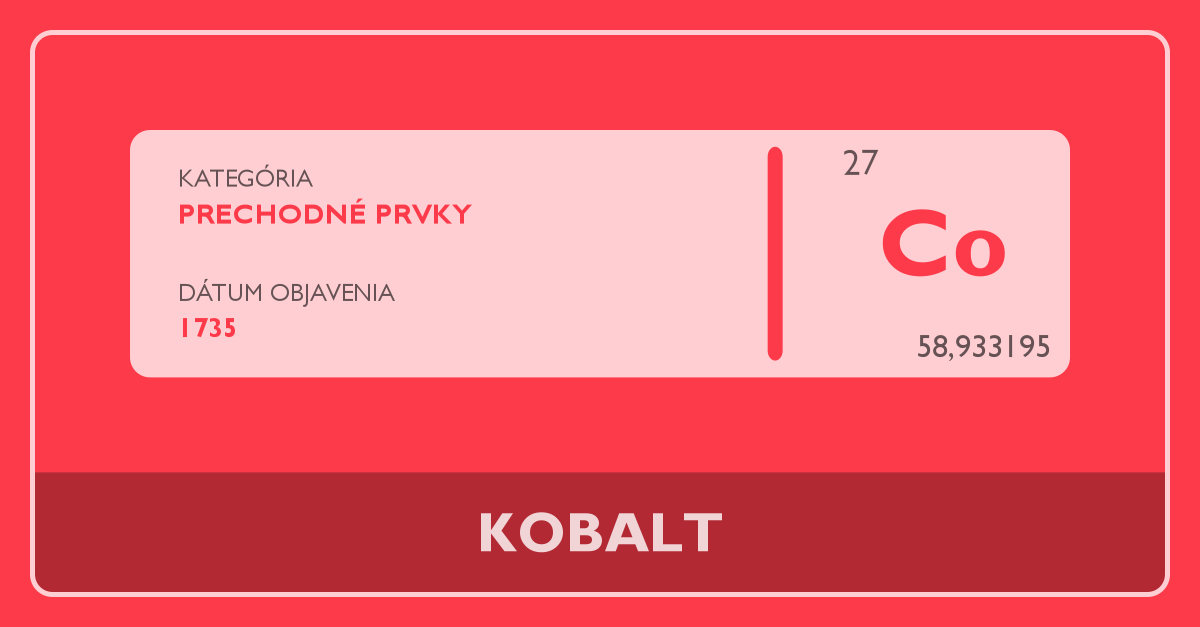 KATEGÓRIA
PRECHODNÉ PRVKY
DÁTUM OBJAVENIA
1735
27
Co
58,933195
KOBALT